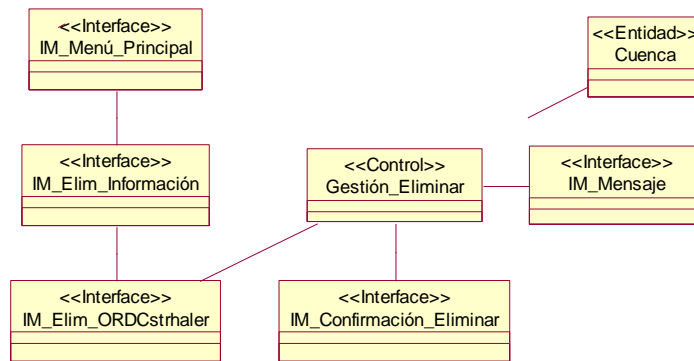 <<Interface>>
IM_Menú_Principal
<<Entidad>>
Cuenca
<<Interface>>
IM_Elim_Información
<<Control>>
Gestión_Eliminar
<<Interface>>
IM_Mensaje
<<Interface>>
IM_Elim_ORDCstrhaler
<<Interface>>
IM_Confirmación_Eliminar